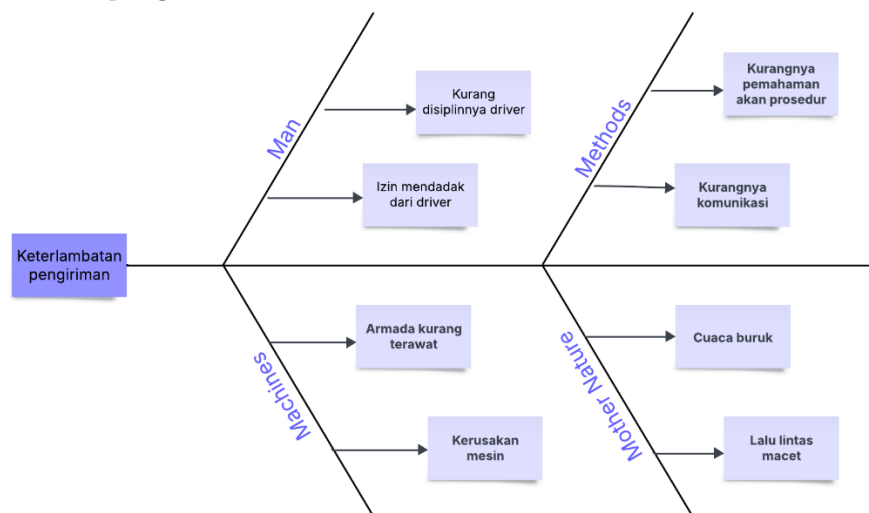 Man
Kurang
disiplinnya driver
Izin mendadak
dari driver
Methods
Kurangnya
pemahaman
akan prosedur
Kurangnya
komunikasi
Keterlambatan
pengiriman
Machines
Armada kurang
terawat
Kerusakan
mesin
Mother Nature
Cuaca buruk
Lalu lintas
macet